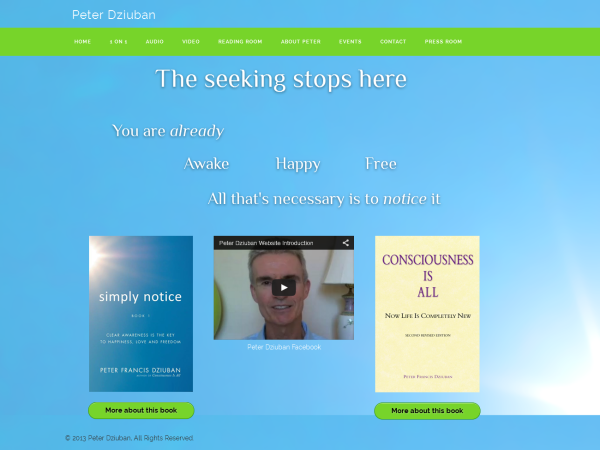 Peter Dziuban
HOME 1 ON 1 AUDIO VIDEO READING ROOM ABOUT PETER EVENTS CONTACT PRESS ROOM
The seeking stops here
You are already
Awake Happy Free
All that's necessary is to notice it
simply notice
BOOK 1
CLEAR AWARENESS IS THE KEY
TO HAPPINESS, LOVE AND FREEDOM
PETER FRANCIS DZIUBAN
Author of Consciousness Is All
More about this book
Peter Dziuban Website Introduction
Peter Dziuban Facebook
CONSCIOUSNESS
IS
ALL
NOW LIFE IS COMPLETELY NEW
SECOND REVISED EDITION
PETER FRANCIS DZIUBAN
More about this book
© 2013 Peter Dziuban. All Rights Reserved.